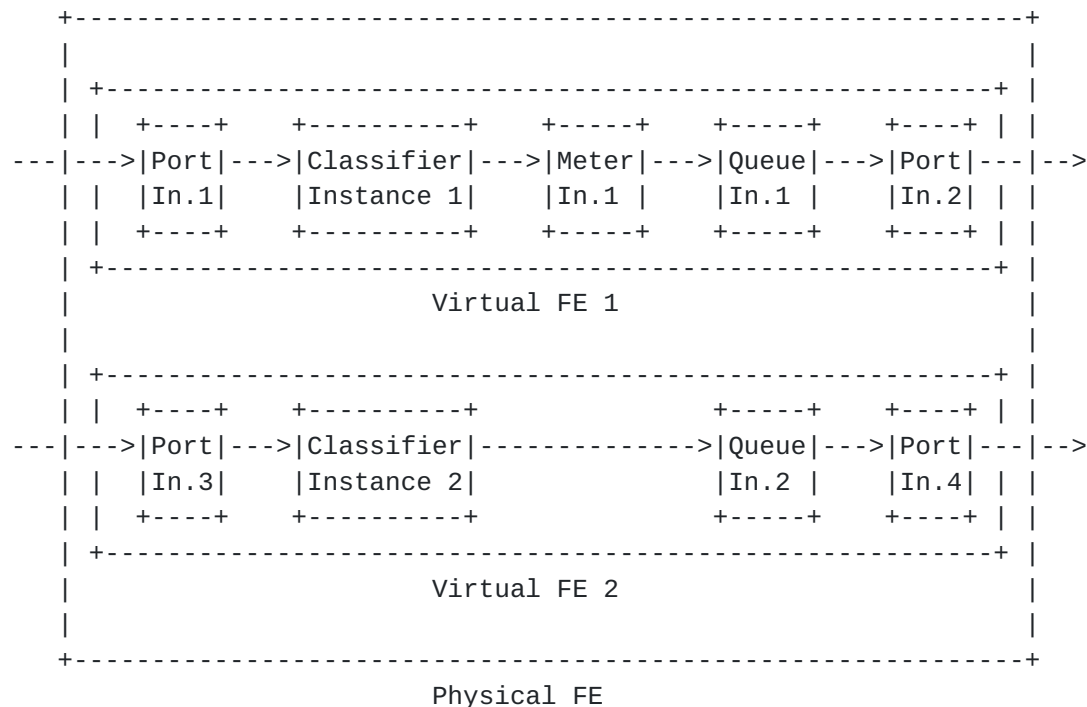 Port Classifier Meter Queue Port
In.1 Instance 1 In.1 In.1 In.2
Virtual FE 1
Port Classifier Queue Port
In.3 Instance 2 In.2 In.4
Virtual FE 2
Physical FE